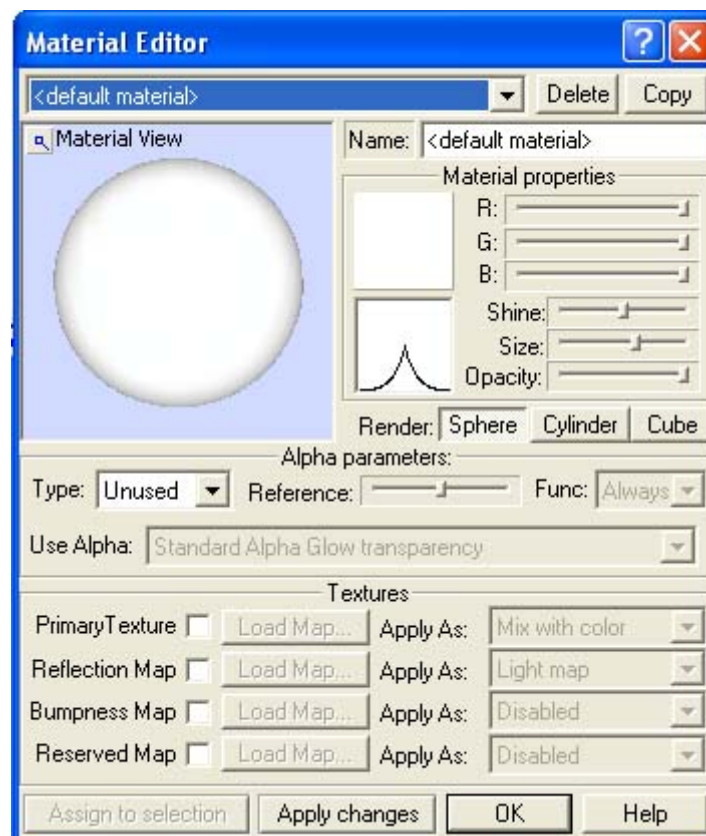 Material Editor
<default material> Delete Copy
Material View
Name: <default material>
Material properties
R:
G:
B:
Shine:
Size:
Opacity:
Render: Sphere Cylinder Cube
Alpha parameters:
Type: Unused Reference: Func: Always
Use Alpha: Standard Alpha Glow transparency
Textures
PrimaryTexture Load Map... Apply As: Mix with color
Reflection Map Load Map... Apply As: Light map
Bumpness Map Load Map... Apply As: Disabled
Reserved Map Load Map... Apply As: Disabled
Assign to selection Apply changes OK Help